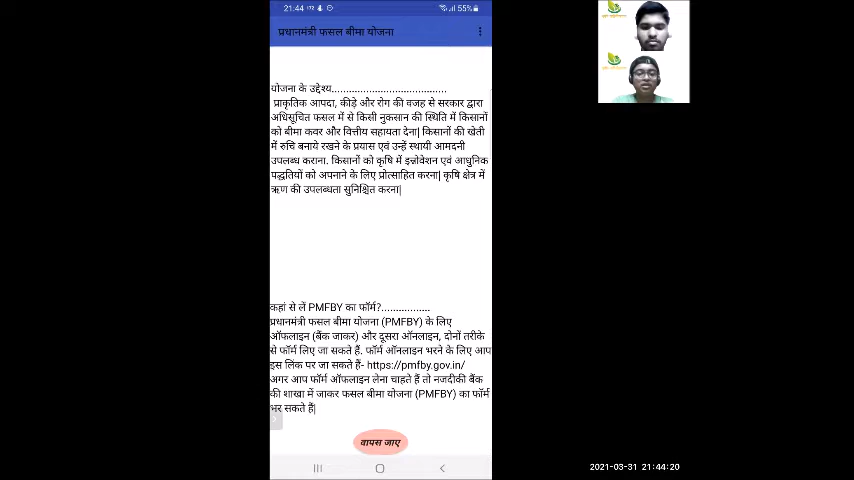 21:44
55%
प्रधानमंत्री फसल बीमा योजना
योजना के उद्देश्य.......................................
प्राकृतिक आपदा, कीड़े और रोग की वजह से सरकार द्वारा
अधिसूचित फसल में से किसी नुकसान की स्थिति में किसानों
को बीमा कवर और वित्तीय सहायता देना| किसानों की खेती
में रुचि बनाये रखने के प्रयास एवं उन्हें स्थायी आमदनी
उपलब्ध कराना. किसानों को कृषि में इन्नोवेशन एवं आधुनिक
पद्धतियों को अपनाने के लिए प्रोत्साहित करना| कृषि क्षेत्र में
ऋण की उपलब्धता सुनिश्चित करना|
कहां से लें PMFBY का फॉर्म?.................
प्रधानमंत्री फसल बीमा योजना (PMFBY) के लिए
ऑफलाइन (बैंक जाकर) और दूसरा ऑनलाइन, दोनों तरीके
से फॉर्म लिए जा सकते हैं. फॉर्म ऑनलाइन भरने के लिए आप
इस लिंक पर जा सकते हैं- https://pmfby.gov.in/
अगर आप फॉर्म ऑफलाइन लेना चाहते हैं तो नजदीकी बैंक
की शाखा में जाकर फसल बीमा योजना (PMFBY) का फॉर्म
भर सकते हैं|
वापस जाए
2021-03-31 21:44:20